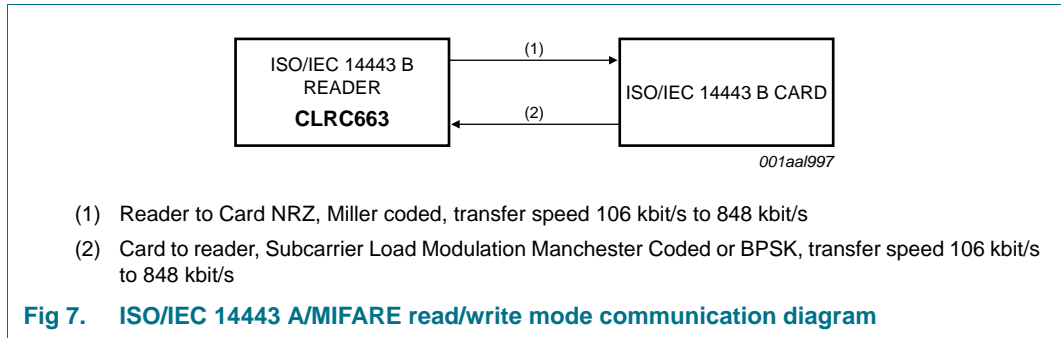 ISO/IEC 14443 B
READER
CLRC663
(1)
(2)
ISO/IEC 14443 B CARD
001aal997
(1) Reader to Card NRZ, Miller coded, transfer speed 106 kbit/s to 848 kbit/s
(2) Card to reader, Subcarrier Load Modulation Manchester Coded or BPSK, transfer speed 106 kbit/s
to 848 kbit/s
Fig 7. ISO/IEC 14443 A/MIFARE read/write mode communication diagram